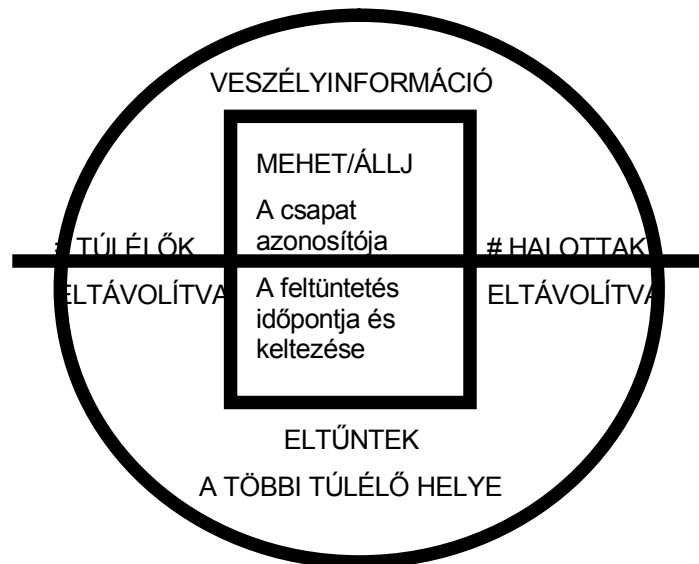 VESZÉLYINFORMÁCIÓ
MEHET/ÁLLJ
A csapat
azonosítója
# TÚLÉLŐK
ELTÁVOLÍTVA
# HALOTTAK
ELTÁVOLÍTVA
A feltüntetés
időpontja és
keltezése
ELTŰNTEK
A TÖBBI TÚLÉLŐ HELYE